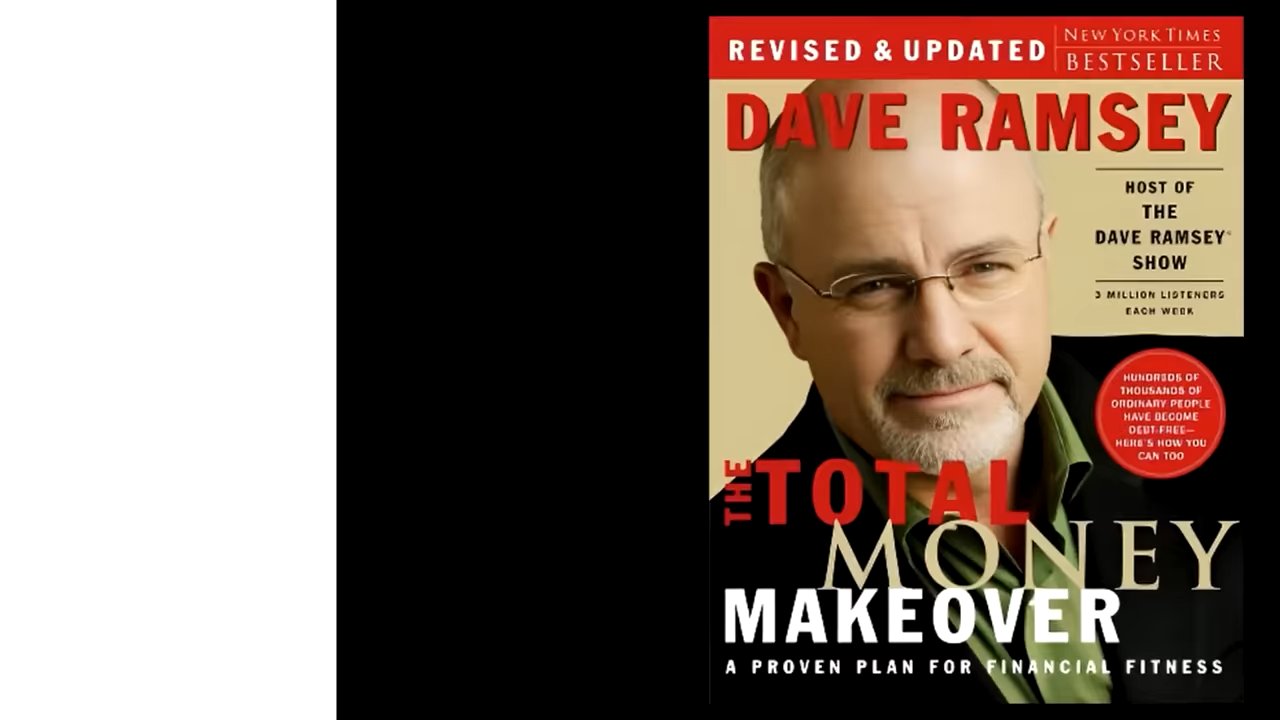 REVISED & UPDATED
NEW YORK TIMES
BESTSELLER
DAVE RAMSEY
HOST OF
THE
DAVE RAMSEY
SHOW
3 MILLION LISTENERS
EACH WEEK
HUNDREDS OF
THOUSANDS OF
ORDINARY PEOPLE
HAVE BECOME
DEBT-FREE—
HERE'S HOW YOU
CAN TOO
THE TOTAL
MONEY
MAKEOVER
A PROVEN PLAN FOR FINANCIAL FITNESS